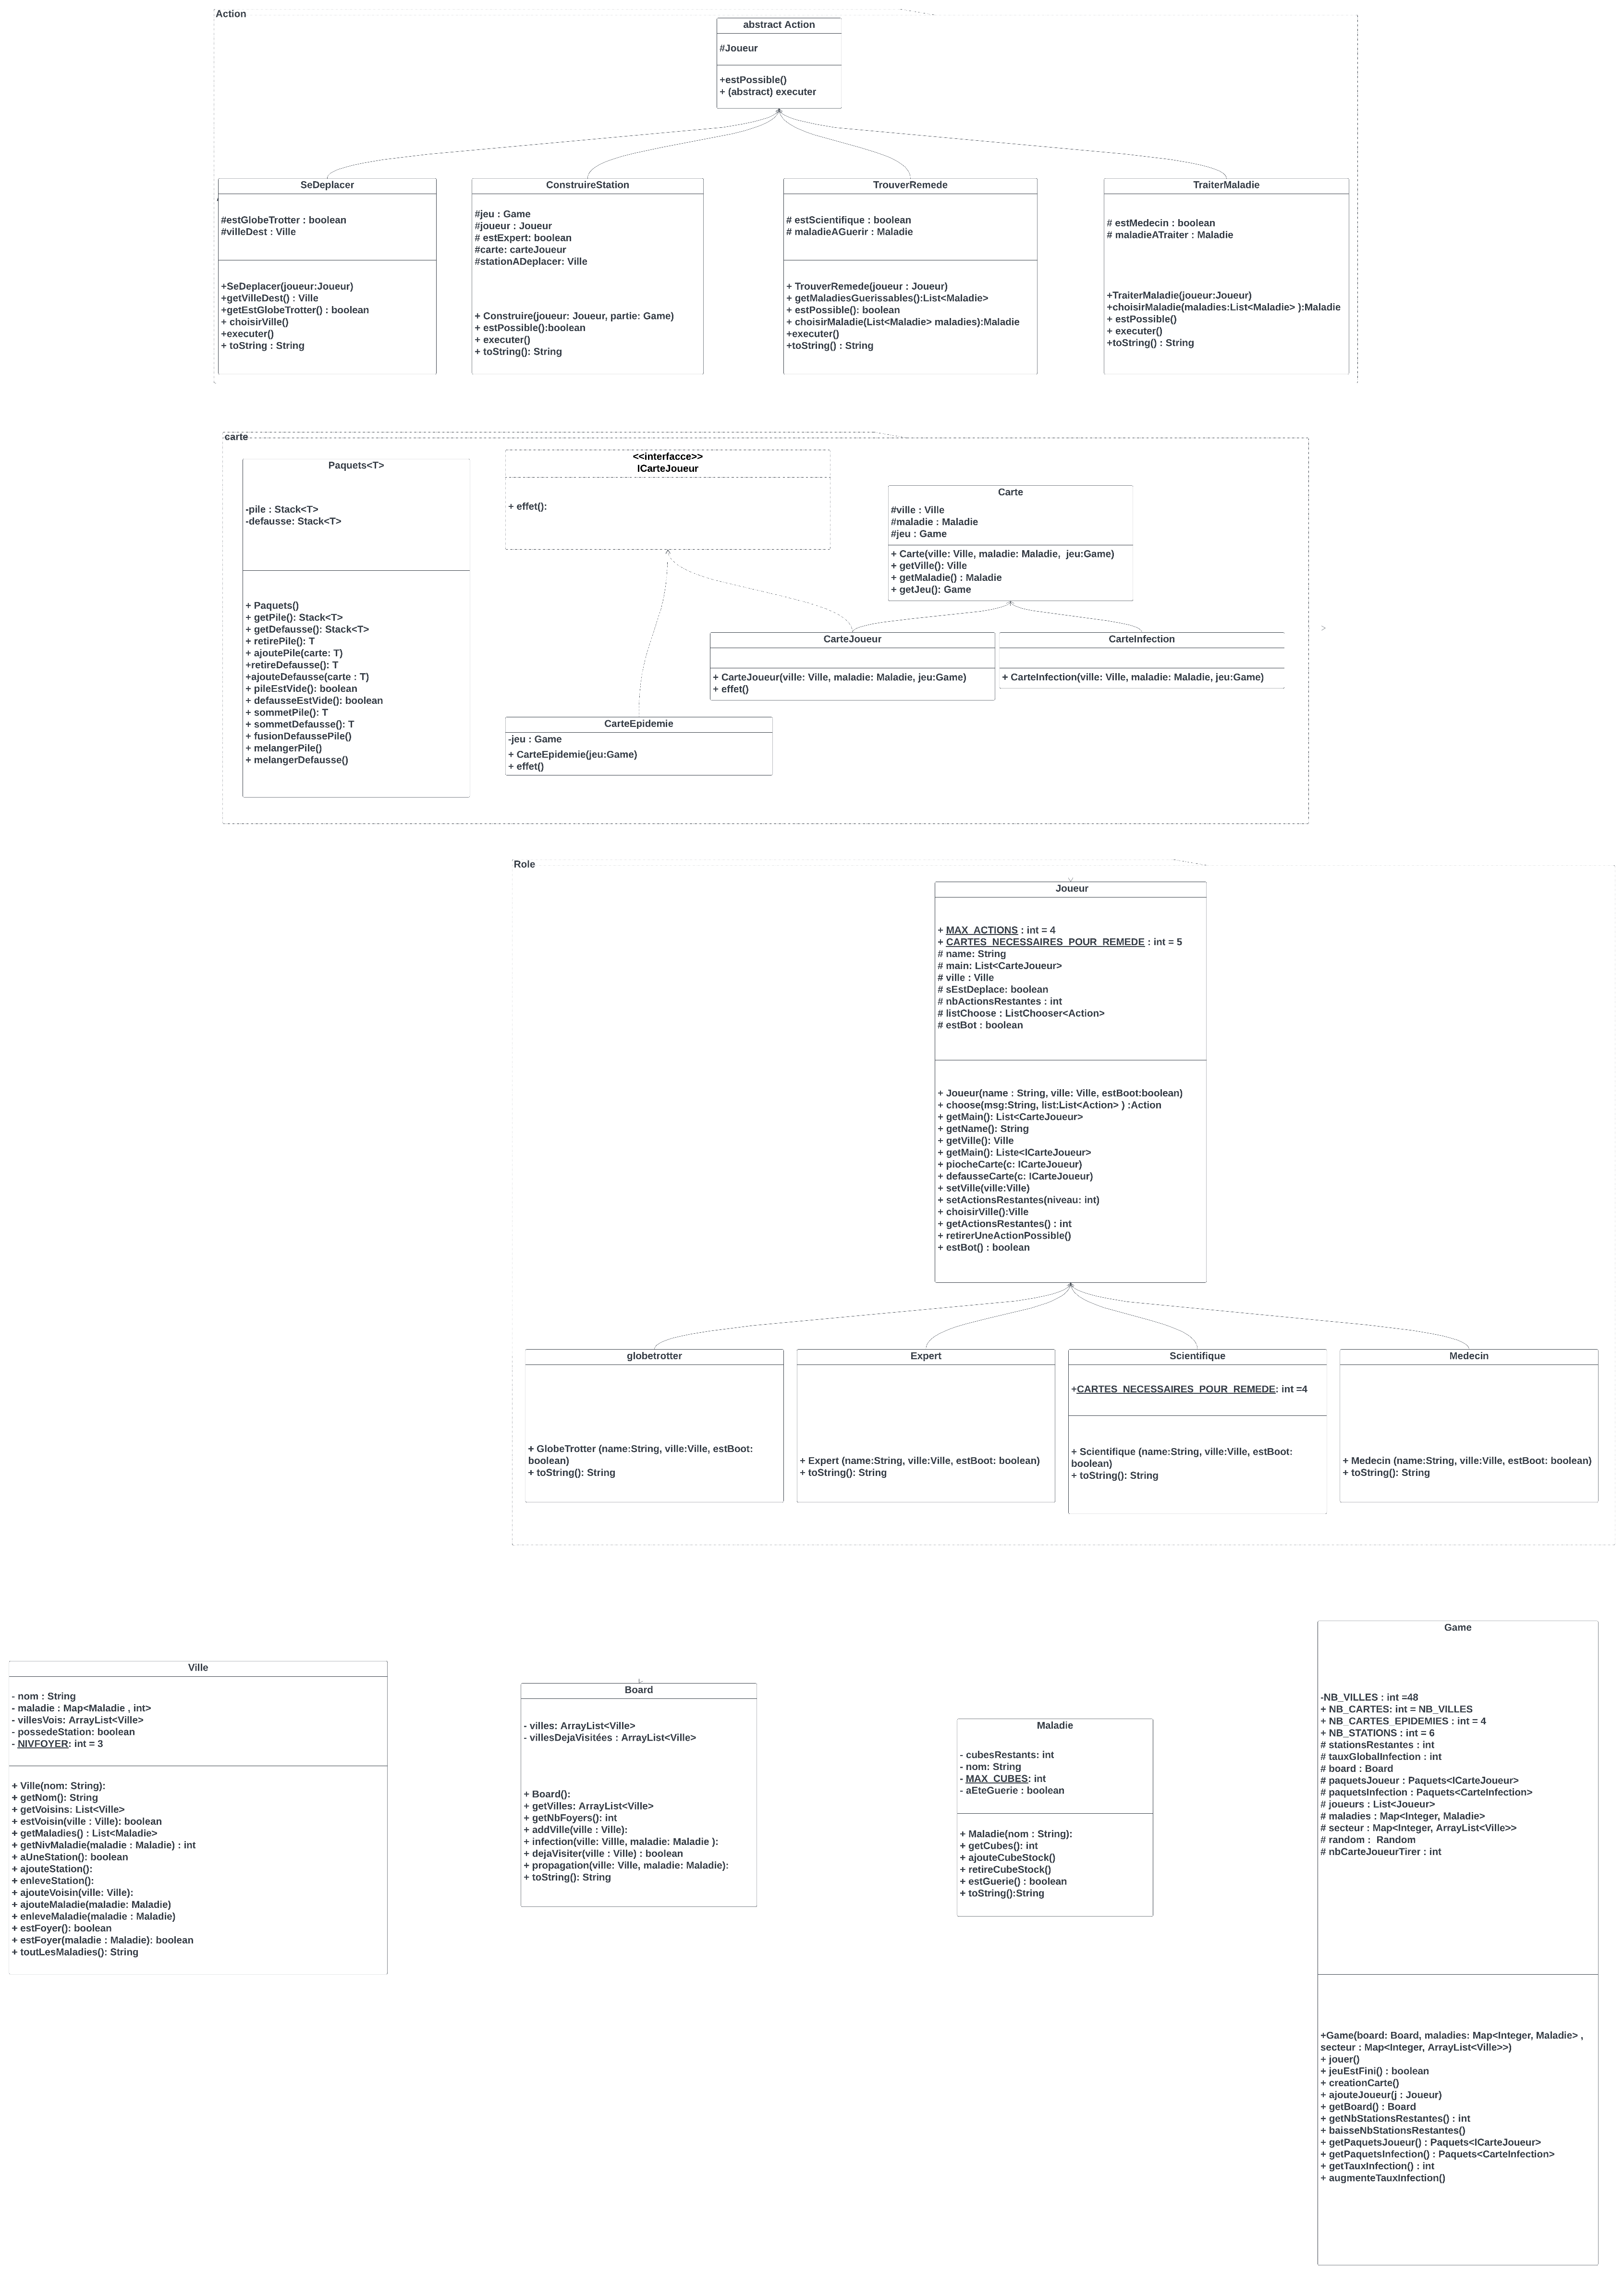 Action
abstract Action
#Joueur
+estPossible()
+ (abstract) executer
SeDeplacer
#estGlobeTrotter : boolean
#villeDest : Ville
+SeDeplacer(joueur:Joueur)
+getVilleDest() : Ville
+getEstGlobeTrotter() : boolean
+ choisirVille()
+executer()
+ toString : String
ConstruireStation
#jeu : Game
#joueur : Joueur
# estExpert: boolean
#carte: carteJoueur
#stationADeplacer: Ville
+ Construire(joueur: Joueur, partie: Game)
+ estPossible():boolean
+ executer()
+ toString(): String
TrouverRemede
# estScientifique : boolean
# maladieAGuerir : Maladie
+ TrouverRemede(joueur : Joueur)
+ getMaladiesGuerissables():List<Maladie>
+ estPossible(): boolean
+ choisirMaladie(List<Maladie> maladies):Maladie
+executer()
+toString() : String
TraiterMaladie
# estMedecin : boolean
# maladieATraiter : Maladie
+TraiterMaladie(joueur:Joueur)
+choisirMaladie(maladies:List<Maladie> ):Maladie
+ estPossible()
+ executer()
+toString() : String
carte
Paquets<T>
-pile : Stack<T>
-defausse: Stack<T>
+ Paquets()
+ getPile(): Stack<T>
+ getDefausse(): Stack<T>
+ retirePile(): T
+ ajoutePile(carte: T)
+retireDefausse(): T
+ajouteDefausse(carte : T)
+ pileEstVide(): boolean
+ defausseEstVide(): boolean
+ sommetPile(): T
+ sommetDefausse(): T
+ fusionDefaussePile()
+ melangerPile()
+ melangerDefausse()
<<interfacce>>
ICarteJoueur
+ effet():
Carte
#ville : Ville
#maladie : Maladie
#jeu : Game
+ Carte(ville: Ville, maladie: Maladie,  jeu:Game)
+ getVille(): Ville
+ getMaladie() : Maladie
+ getJeu(): Game
CarteJoueur
+ CarteJoueur(ville: Ville, maladie: Maladie, jeu:Game)
+ effet()
CarteInfection
+ CarteInfection(ville: Ville, maladie: Maladie, jeu:Game)
CarteEpidemie
-jeu : Game
+ CarteEpidemie(jeu:Game)
+ effet()
Role
Joueur
+ MAX_ACTIONS : int = 4
+ CARTES_NECESSAIRES_POUR_REMEDE : int = 5
# name: String
# main: List<CarteJoueur>
# ville : Ville
# sEstDeplace: boolean
# nbActionsRestantes : int
# listChoose : ListChooser<Action>
# estBot : boolean
+ Joueur(name : String, ville: Ville, estBoot:boolean)
+ choose(msg:String, list:List<Action> ) :Action
+ getMain(): List<CarteJoueur>
+ getName(): String
+ getVille(): Ville
+ getMain(): Liste<ICarteJoueur>
+ piocheCarte(c: ICarteJoueur)
+ defausseCarte(c: ICarteJoueur)
+ setVille(ville:Ville)
+ setActionsRestantes(niveau: int)
+ choisirVille():Ville
+ getActionsRestantes() : int
+ retirerUneActionPossible()
+ estBot() : boolean
globetrotter
+ GlobeTrotter (name:String, ville:Ville, estBoot:
boolean)
+ toString(): String
Expert
+ Expert (name:String, ville:Ville, estBoot: boolean)
+ toString(): String
Scientifique
+CARTES_NECESSAIRES_POUR_REMEDE: int =4
+ Scientifique (name:String, ville:Ville, estBoot:
boolean)
+ toString(): String
Medecin
+ Medecin (name:String, ville:Ville, estBoot: boolean)
+ toString(): String
Ville
- nom : String
- maladie : Map<Maladie , int>
- villesVois: ArrayList<Ville>
- possedeStation: boolean
- NIVFOYER: int = 3
+ Ville(nom: String):
+ getNom(): String
+ getVoisins: List<Ville>
+ estVoisin(ville : Ville): boolean
+ getMaladies() : List<Maladie>
+ getNivMaladie(maladie : Maladie) : int
+ aUneStation(): boolean
+ ajouteStation():
+ enleveStation():
+ ajouteVoisin(ville: Ville):
+ ajouteMaladie(maladie: Maladie)
+ enleveMaladie(maladie : Maladie)
+ estFoyer(): boolean
+ estFoyer(maladie : Maladie): boolean
+ toutLesMaladies(): String
Board
- villes: ArrayList<Ville>
- villesDejaVisitées : ArrayList<Ville>
+ Board():
+ getVilles: ArrayList<Ville>
+ getNbFoyers(): int
+ addVille(ville : Ville):
+ infection(ville: Villle, maladie: Maladie ):
+ dejaVisiter(ville : Ville) : boolean
+ propagation(ville: Ville, maladie: Maladie):
+ toString(): String
Maladie
- cubesRestants: int
- nom: String
- MAX_CUBES: int
- aEteGuerie : boolean
+ Maladie(nom : String):
+ getCubes(): int
+ ajouteCubeStock()
+ retireCubeStock()
+ estGuerie() : boolean
+ toString():String
Game
-NB_VILLES : int =48
+ NB_CARTES: int = NB_VILLES
+ NB_CARTES_EPIDEMIES : int = 4
+ NB_STATIONS : int = 6
# stationsRestantes : int
# tauxGlobalInfection : int
# board : Board
# paquetsJoueur : Paquets<ICarteJoueur>
# paquetsInfection : Paquets<CarteInfection>
# joueurs : List<Joueur>
# maladies : Map<Integer, Maladie>
# secteur : Map<Integer, ArrayList<Ville>>
# random :  Random
# nbCarteJoueurTirer : int
+Game(board: Board, maladies: Map<Integer, Maladie> ,
secteur : Map<Integer, ArrayList<Ville>>)
+ jouer()
+ jeuEstFini() : boolean
+ creationCarte()
+ ajouteJoueur(j : Joueur)
+ getBoard() : Board
+ getNbStationsRestantes() : int
+ baisseNbStationsRestantes()
+ getPaquetsJoueur() : Paquets<ICarteJoueur>
+ getPaquetsInfection() : Paquets<CarteInfection>
+ getTauxInfection() : int
+ augmenteTauxInfection()